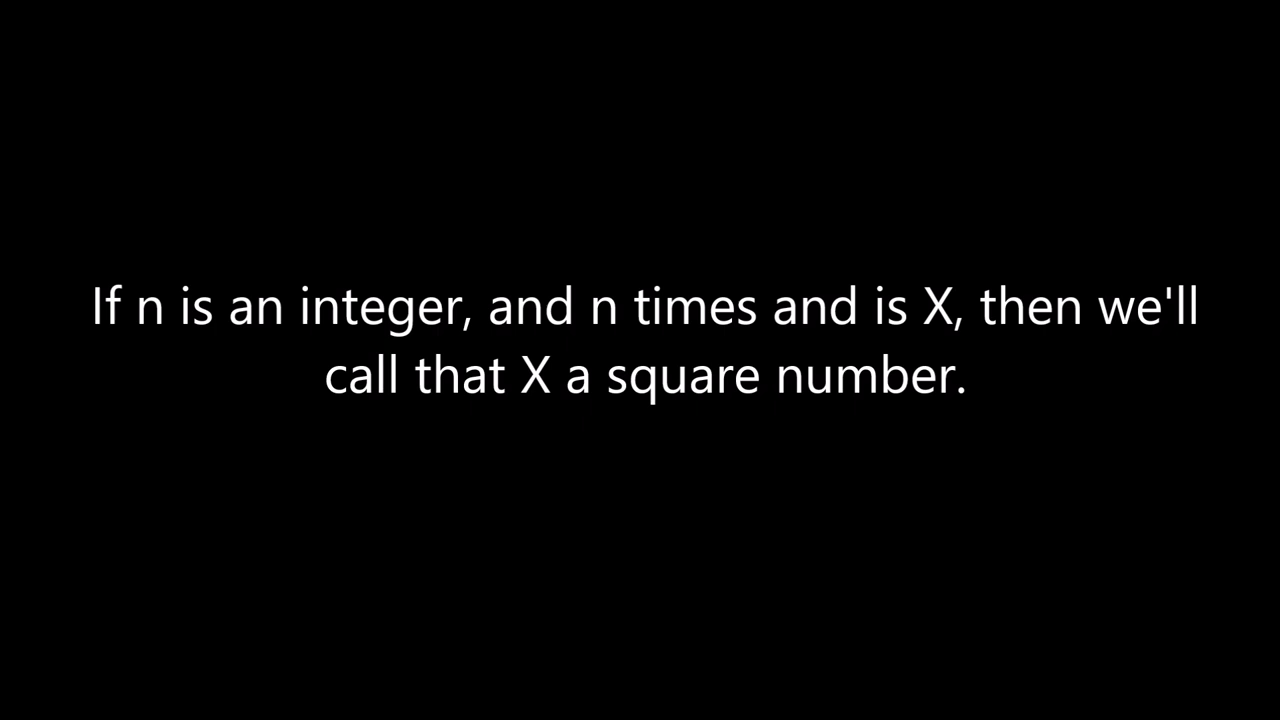 If n is an integer, and n times and is X, then we'll
call that X a square number.